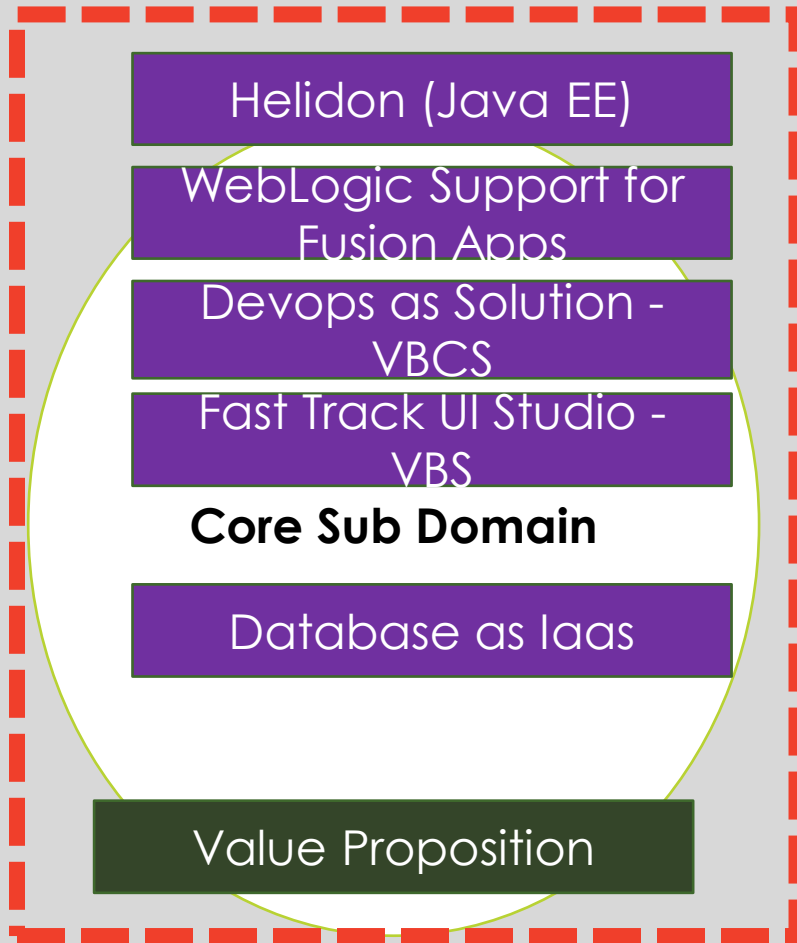 Helidon (Java EE)
WebLogic Support for
Fusion Apps
Devops as Solution -
VBCS
Fast Track UI Studio -
VBS
Core Sub Domain
Database as Iaas
Value Proposition